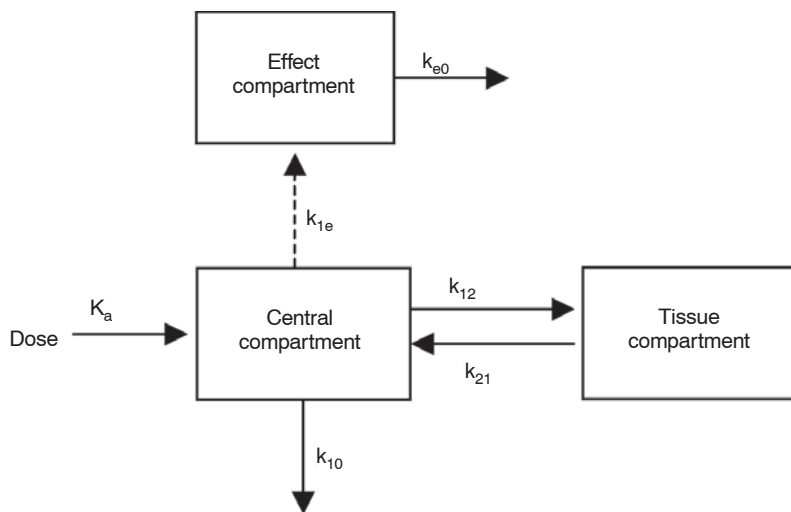 Effect
compartment
k_e0
k_1e
K_a
Dose
Central
compartment
k_12
k_21
Tissue
compartment
k_10